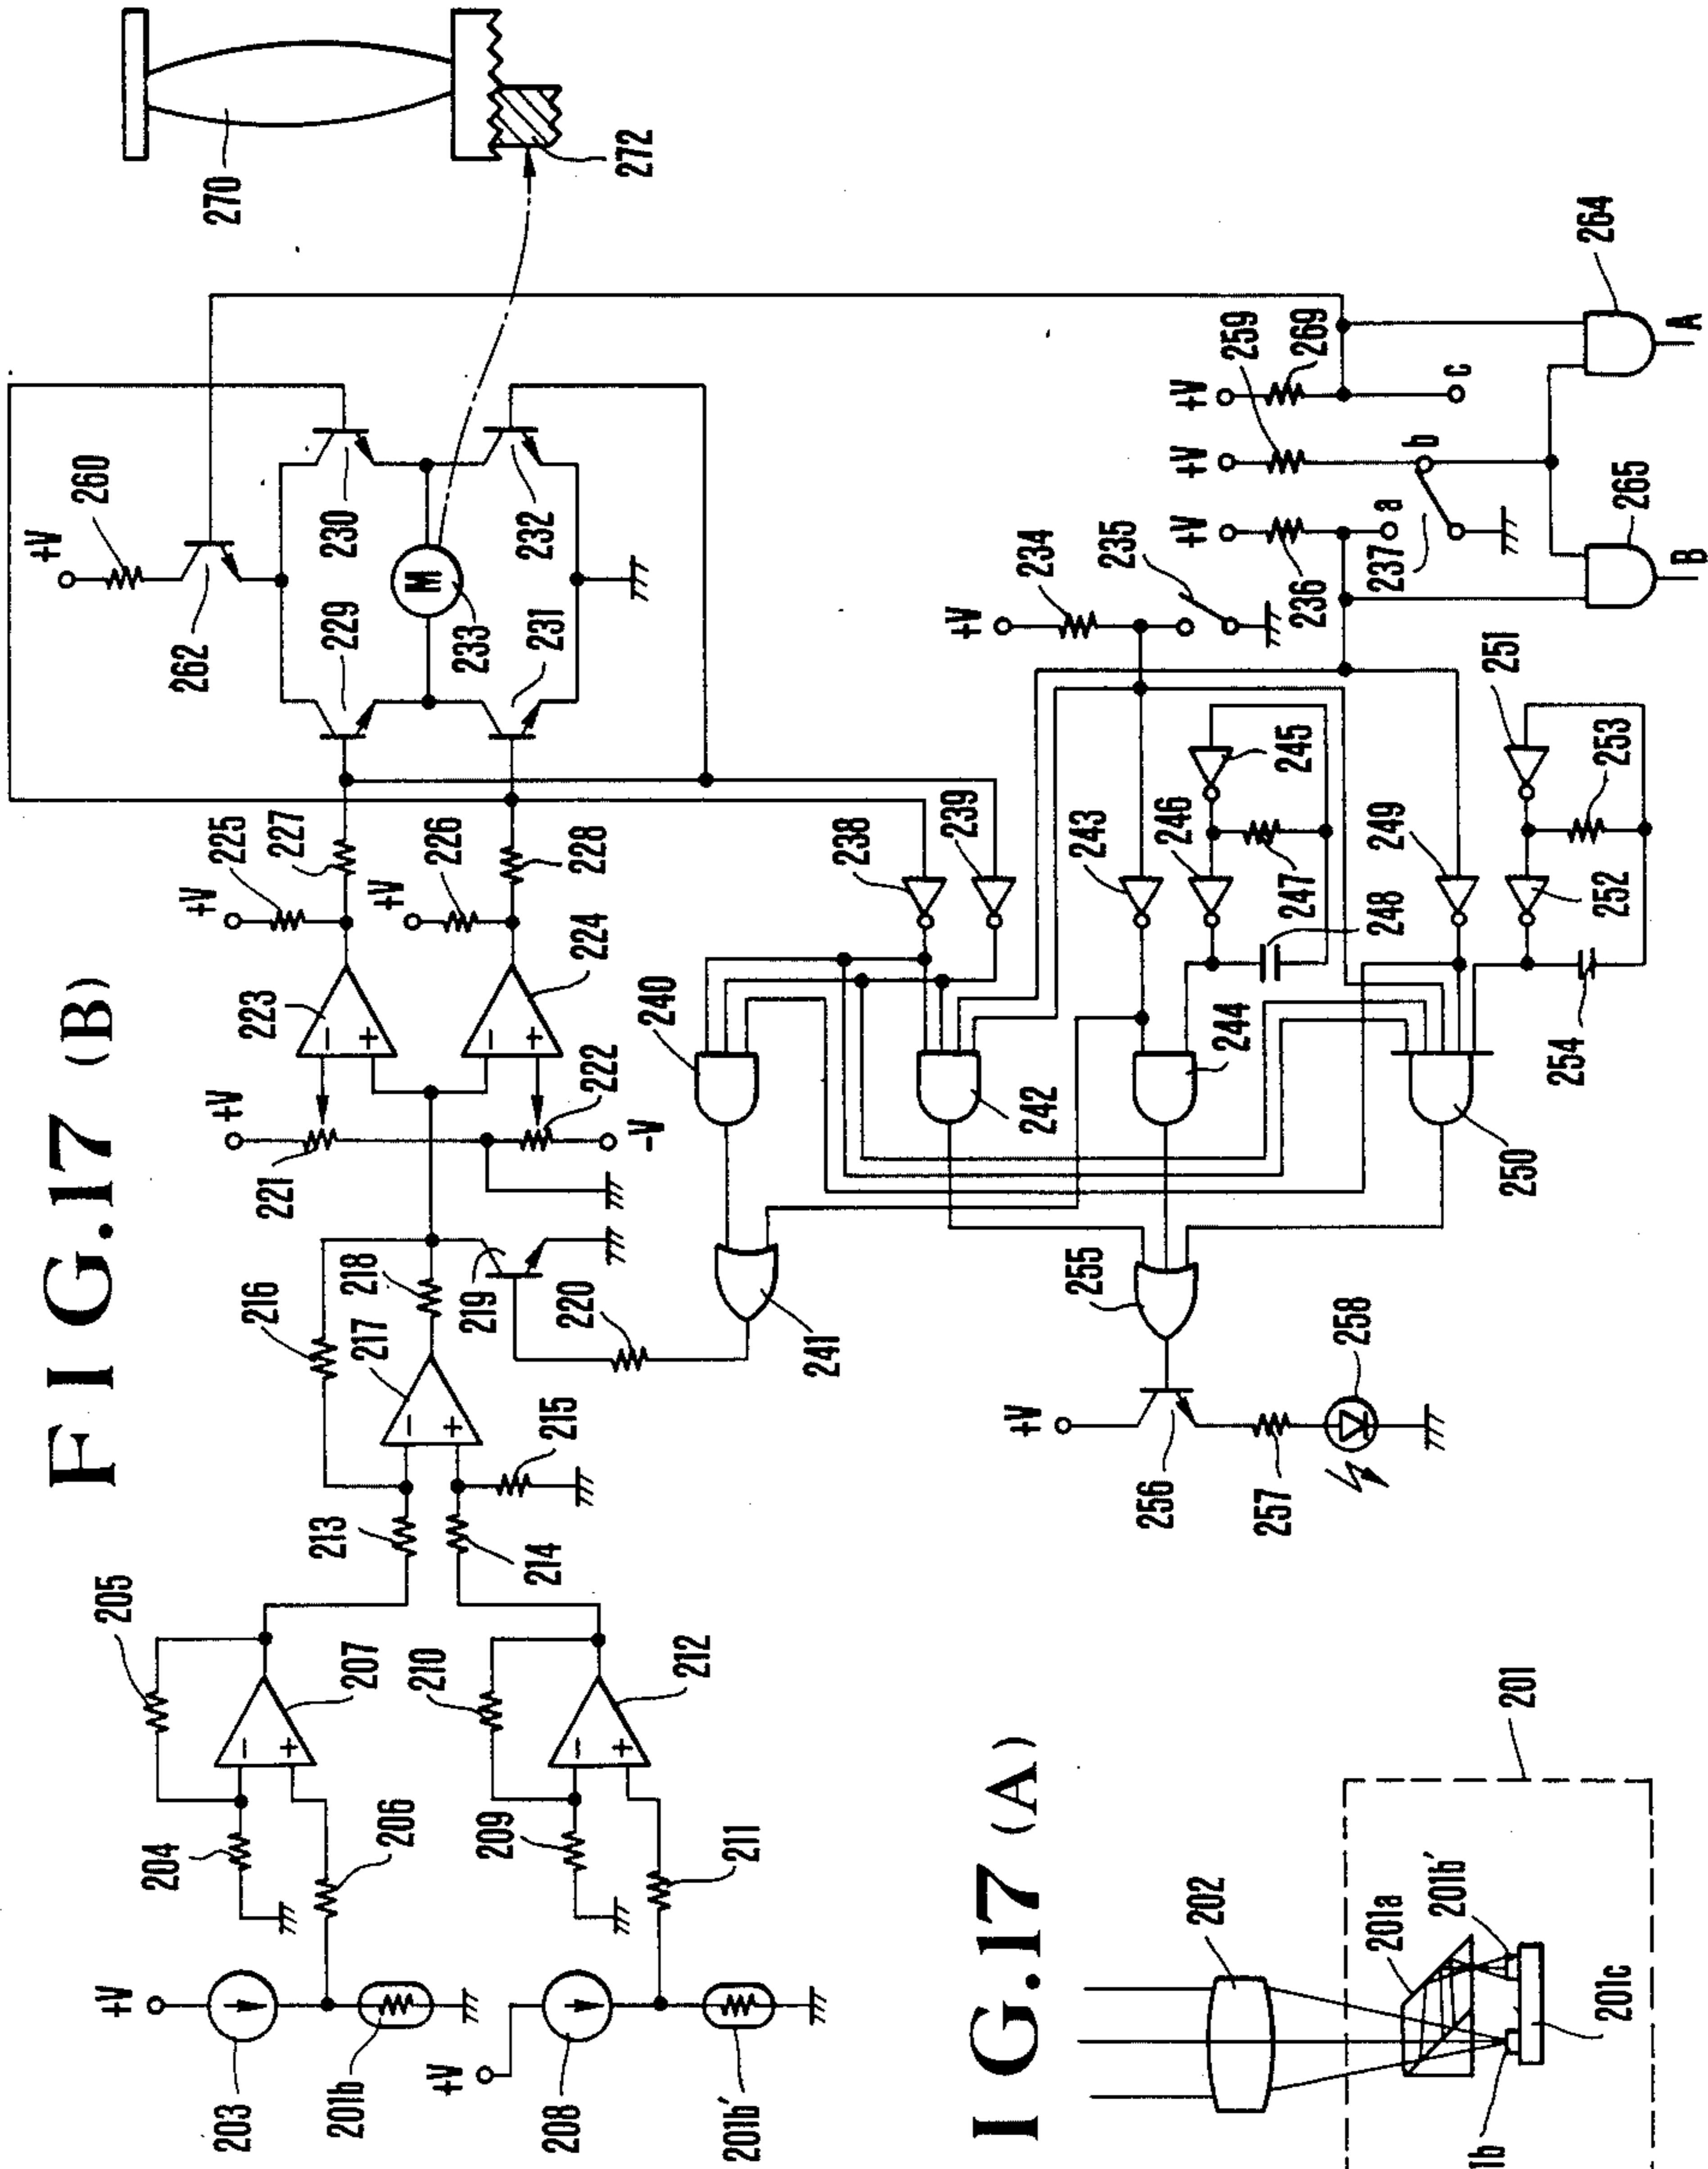 FIG.17 (B)
270
272
+V
260
262
229
230
M
233
231
232
+V
225
227
+V
226
228
223
−
+
224
−
+
+V
221
222
-V
216
217
218
219
220
−
+
215
213
214
205
207
−
+
204
206
210
212
−
+
209
211
+V
203
201b
+V
208
201b'
264
A
265
B
+V
259
+V
269
c
b
+V
236
a
237
+V
234
235
238
239
240
241
242
243
244
245
246
247
248
249
250
251
252
253
254
255
+V
256
257
258
I G.17 (A)
202
201
201a
201b'
201c
1b